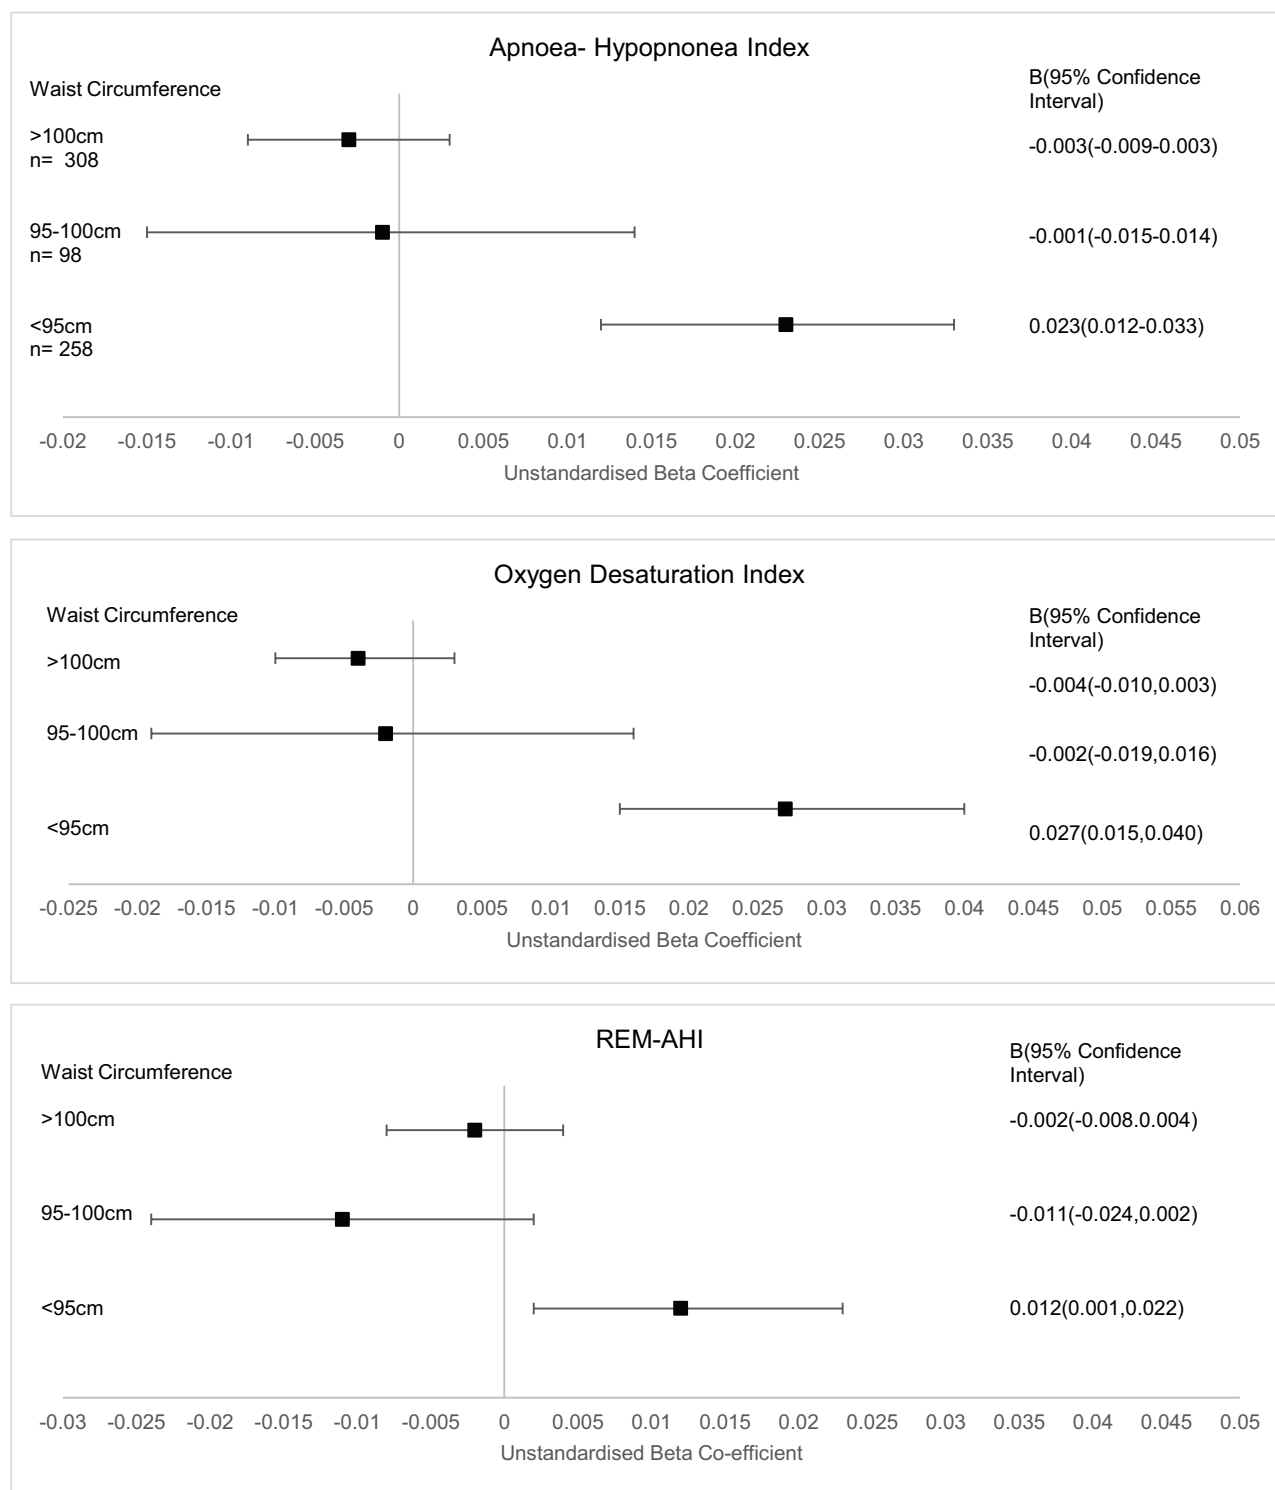 Apnoea- Hypopnonea Index
Waist Circumference
B(95% Confidence
Interval)
>100cm
n=  308
-0.003(-0.009-0.003)
95-100cm
n= 98
-0.001(-0.015-0.014)
<95cm
n= 258
0.023(0.012-0.033)
-0.02 -0.015 -0.01 -0.005 0 0.005 0.01 0.015 0.02 0.025 0.03 0.035 0.04 0.045 0.05
Unstandardised Beta Coefficient
Oxygen Desaturation Index
Waist Circumference
B(95% Confidence
Interval)
>100cm
-0.004(-0.010,0.003)
95-100cm
-0.002(-0.019,0.016)
<95cm
0.027(0.015,0.040)
-0.025 -0.02 -0.015 -0.01 -0.005 0 0.005 0.01 0.015 0.02 0.025 0.03 0.035 0.04 0.045 0.05 0.055 0.06
Unstandardised Beta Coefficient
REM-AHI
Waist Circumference
B(95% Confidence
Interval)
>100cm
-0.002(-0.008.0.004)
95-100cm
-0.011(-0.024,0.002)
<95cm
0.012(0.001,0.022)
-0.03 -0.025 -0.02 -0.015 -0.01 -0.005 0 0.005 0.01 0.015 0.02 0.025 0.03 0.035 0.04 0.045 0.05
Unstandardised Beta Co-efficient